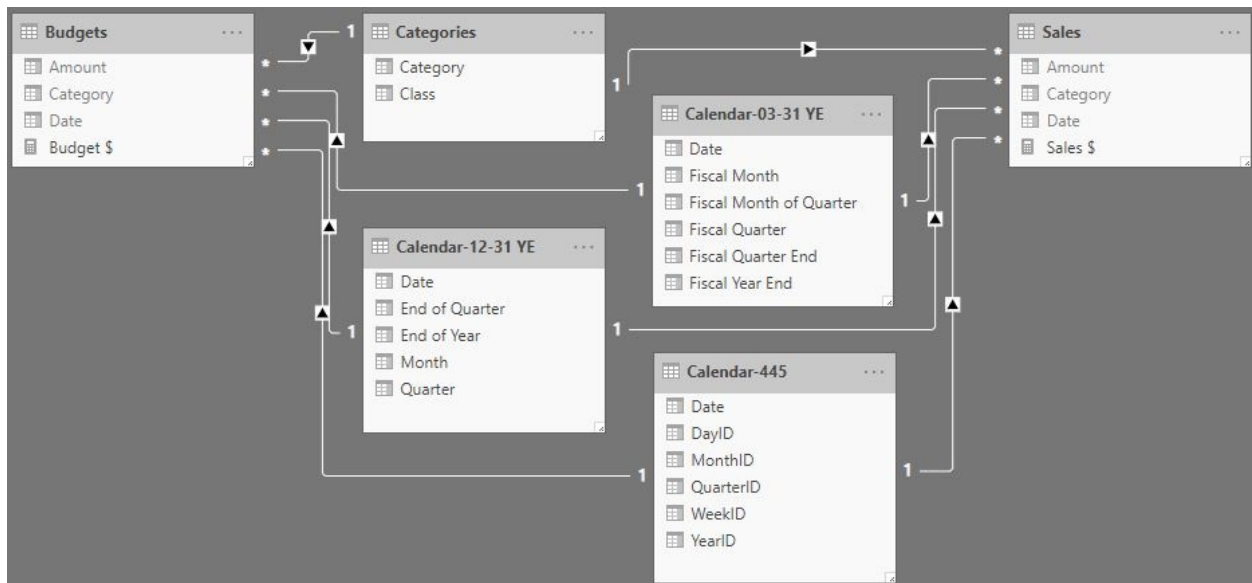 Budgets
Amount
Category
Date
Budget $
1
*
*
*
*
Categories
Category
Class
1
Calendar-03-31 YE
Date
Fiscal Month
Fiscal Month of Quarter
Fiscal Quarter
Fiscal Quarter End
Fiscal Year End
1
1
Calendar-12-31 YE
Date
End of Quarter
End of Year
Month
Quarter
1
1
Calendar-445
Date
DayID
MonthID
QuarterID
WeekID
YearID
1
1
Sales
Amount
Category
Date
Sales $
*
*
*
*